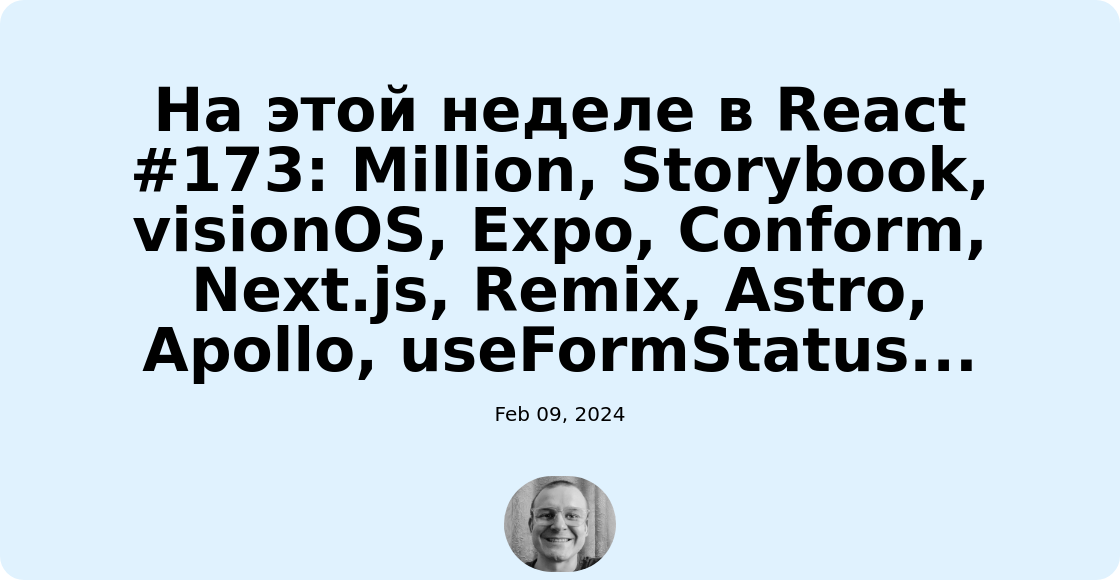 На этой неделе в React
#173: Million, Storybook,
visionOS, Expo, Conform,
Next.js, Remix, Astro,
Apollo, useFormStatus...
Feb 09, 2024